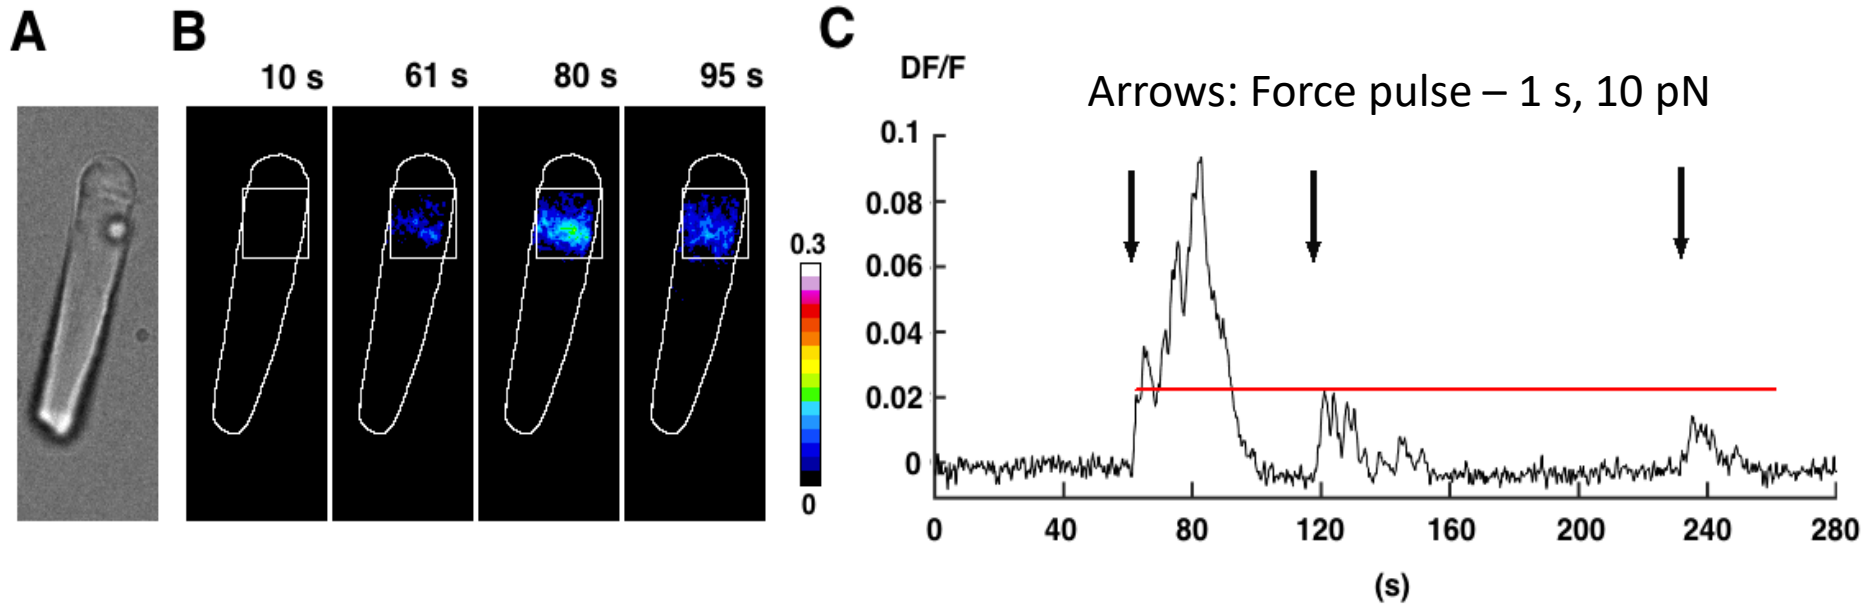 A
B
C
10 s
61 s
80 s
95 s
0.3
0
DF/F
Arrows: Force pulse – 1 s, 10 pN
0.1
0.08
0.06
0.04
0.02
0
0
40
80
120
160
200
240
280
(s)